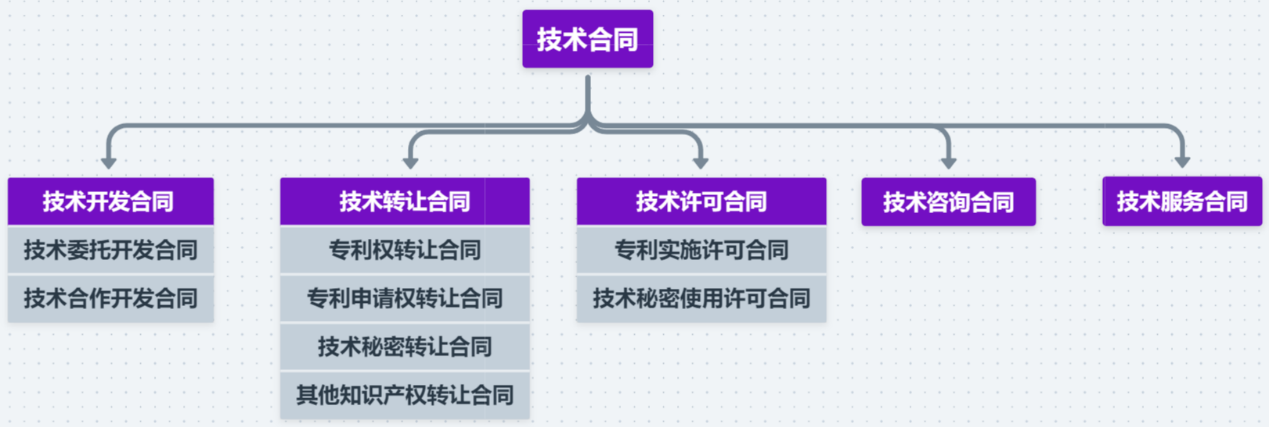 技术合同
技术开发合同
技术委托开发合同
技术合作开发合同
技术转让合同
专利权转让合同
专利申请权转让合同
技术秘密转让合同
其他知识产权转让合同
技术许可合同
专利实施许可合同
技术秘密使用许可合同
技术咨询合同
技术服务合同